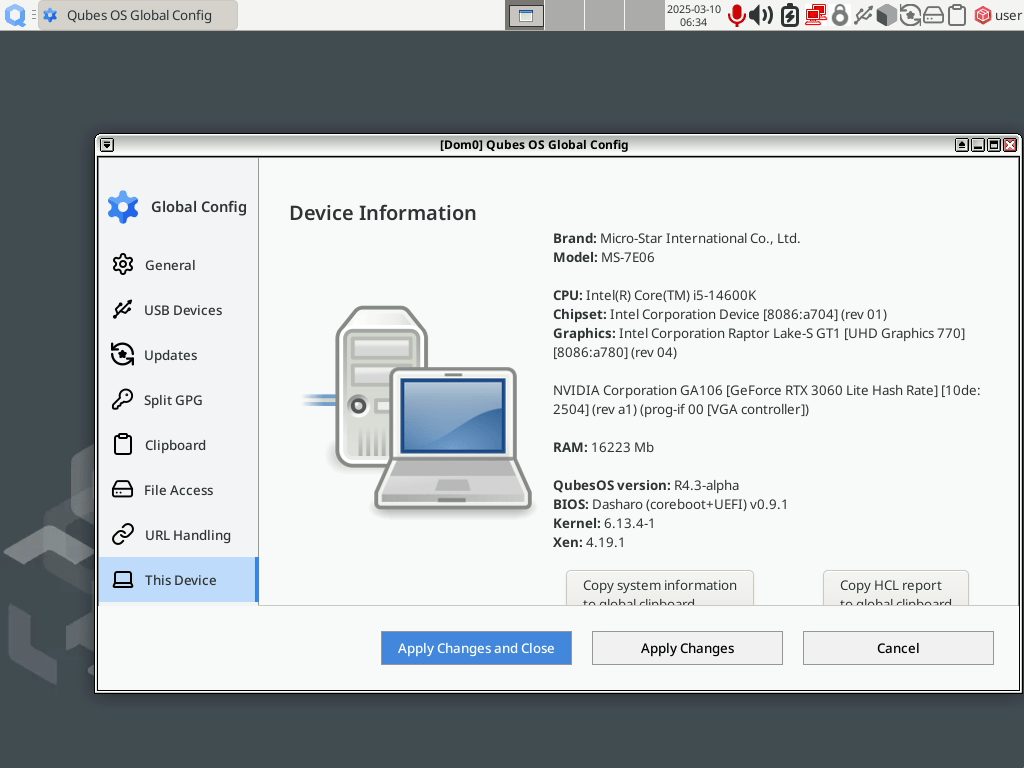 Qubes OS Global Config
2025-03-10
06:34
user
[Dom0] Qubes OS Global Config
Global Config
General
USB Devices
Updates
Split GPG
Clipboard
File Access
URL Handling
This Device
Device Information
Brand: Micro-Star International Co., Ltd.
Model: MS-7E06
CPU: Intel(R) Core(TM) i5-14600K
Chipset: Intel Corporation Device [8086:a704] (rev 01)
Graphics: Intel Corporation Raptor Lake-S GT1 [UHD Graphics 770]
[8086:a780] (rev 04)
NVIDIA Corporation GA106 [GeForce RTX 3060 Lite Hash Rate] [10de:
2504] (rev a1) (prog-if 00 [VGA controller])
RAM: 16223 Mb
QubesOS version: R4.3-alpha
BIOS: Dasharo (coreboot+UEFI) v0.9.1
Kernel: 6.13.4-1
Xen: 4.19.1
Copy system information
to global clipboard
Copy HCL report
to global clipboard
Apply Changes and Close
Apply Changes
Cancel